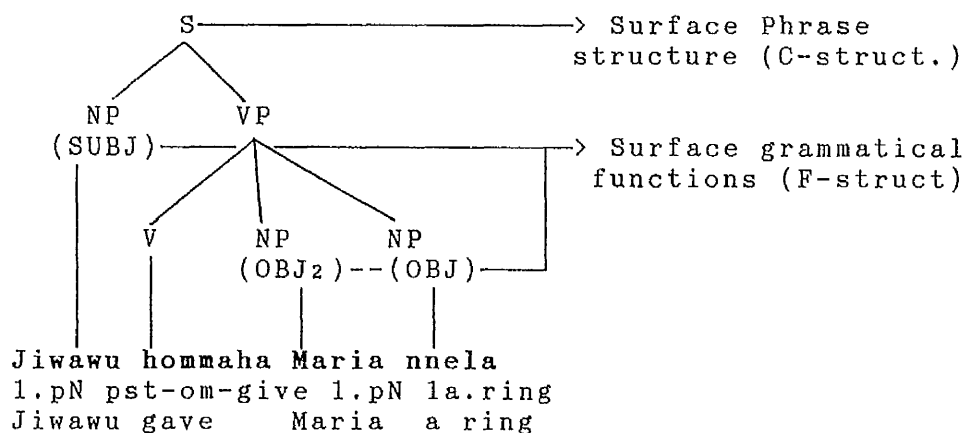 S-----> Surface Phrase
structure (C-struct.)
NP VP
(SUBJ)-----> Surface grammatical
functions (F-struct)
V NP NP
(OBJ2)--(OBJ)
Jiwawu hommaha Maria nnela
1.pN pst-om-give 1.pN 1a.ring
Jiwawu gave Maria a ring